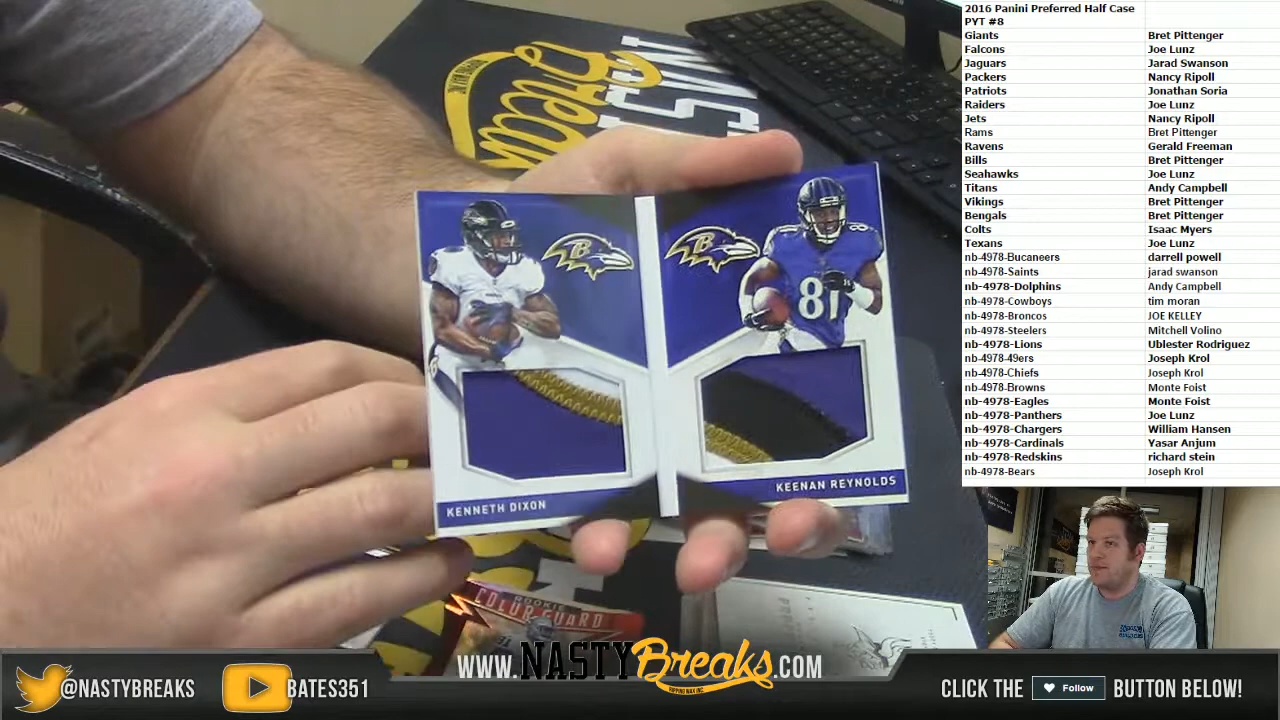 2016 Panini Preferred Half Case
PYT #8
Giants Bret Pittenger
Falcons Joe Lunz
Jaguars Jarad Swanson
Packers Nancy Ripoll
Patriots Jonathan Soria
Raiders Joe Lunz
Jets Nancy Ripoll
Rams Bret Pittenger
Ravens Gerald Freeman
Bills Bret Pittenger
Seahawks Joe Lunz
Titans Andy Campbell
Vikings Bret Pittenger
Bengals Bret Pittenger
Colts Isaac Myers
Texans Joe Lunz
nb-4978-Bucaneers darrell powell
nb-4978-Saints jarad swanson
nb-4978-Dolphins Andy Campbell
nb-4978-Cowboys tim moran
nb-4978-Broncos JOE KELLEY
nb-4978-Steelers Mitchell Volino
nb-4978-Lions Ublester Rodriguez
nb-4978-49ers Joseph Krol
nb-4978-Chiefs Joseph Krol
nb-4978-Browns Monte Foist
nb-4978-Eagles Monte Foist
nb-4978-Panthers Joe Lunz
nb-4978-Chargers William Hansen
nb-4978-Cardinals Yasar Anjum
nb-4978-Redskins richard stein
nb-4978-Bears Joseph Krol
Breaks
B
B
81
81
KENNETH DIXON
KEENAN REYNOLDS
ROOKIE
COLOR GUARD
@NASTYBREAKS
BATES351
WWW.NASTYBreaks.COM
RIPPING WAX INC
CLICK THE Follow BUTTON BELOW!